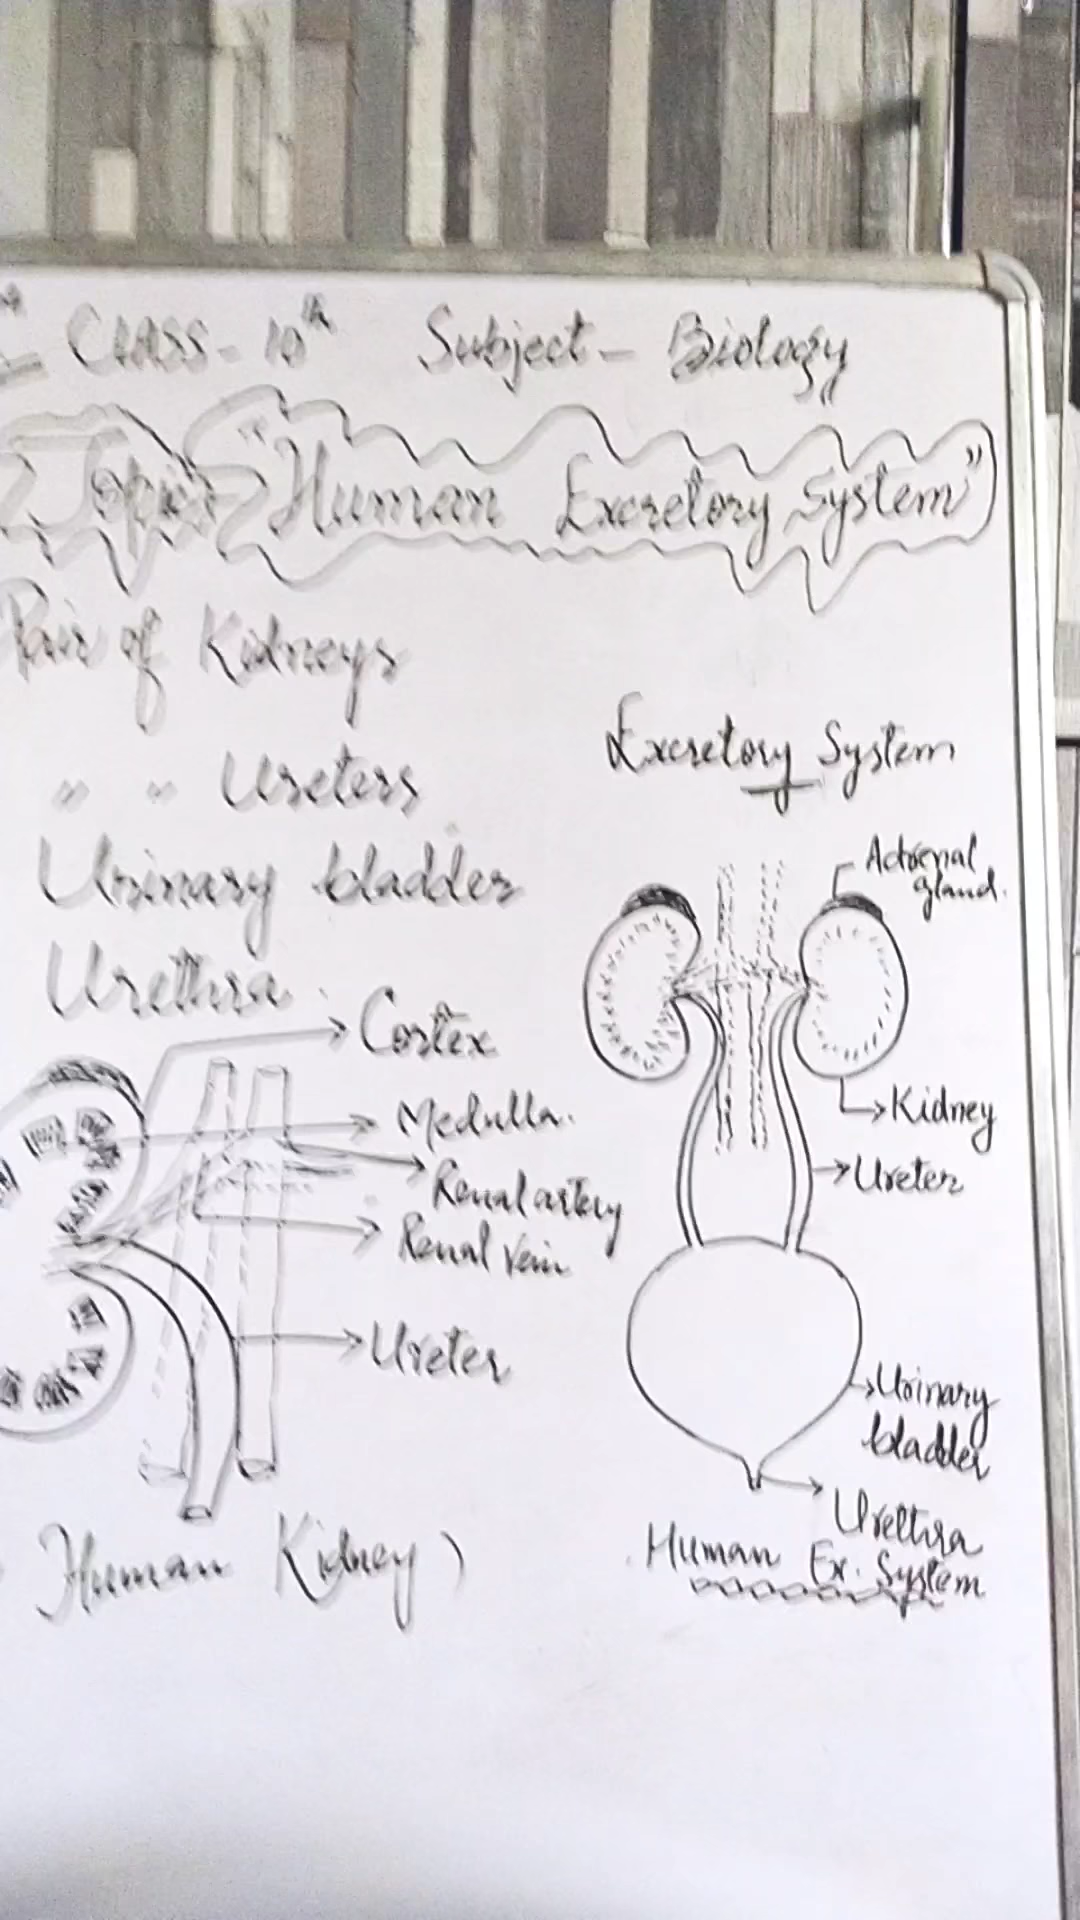 Class - 10th Subject - Biology
Topic "Human Excretory System"
Pair of Kidneys
" " Ureters
Urinary bladder
Urethra
Cortex
Medulla.
Renal artery
Renal Vein
Ureter
Human Kidney )
Excretory System
Adrenal
gland.
Kidney
Ureter
Urinary
bladder
Urethra
Human Ex. System